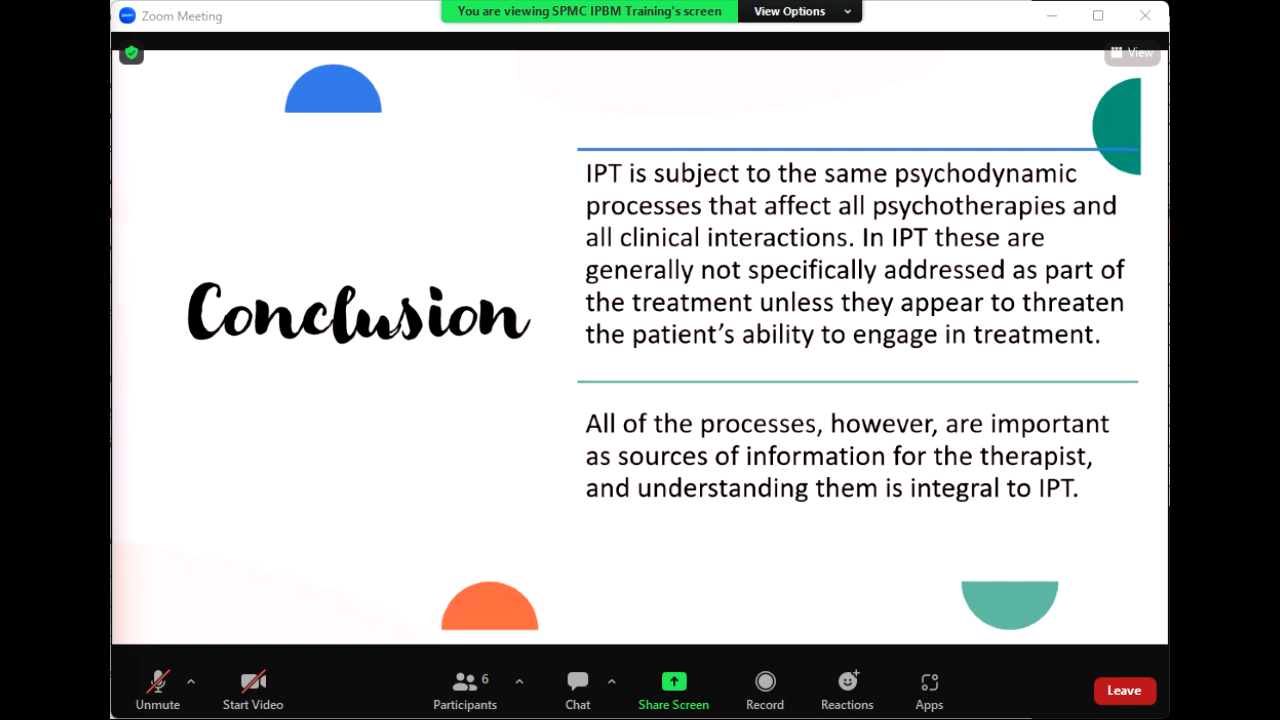 Zoom Meeting
You are viewing SPMC IPBM Training's screen
View Options
View
Conclusion
IPT is subject to the same psychodynamic
processes that affect all psychotherapies and
all clinical interactions. In IPT these are
generally not specifically addressed as part of
the treatment unless they appear to threaten
the patient’s ability to engage in treatment.
All of the processes, however, are important
as sources of information for the therapist,
and understanding them is integral to IPT.
Unmute
Start Video
6
Participants
Chat
Share Screen
Record
Reactions
Apps
Leave